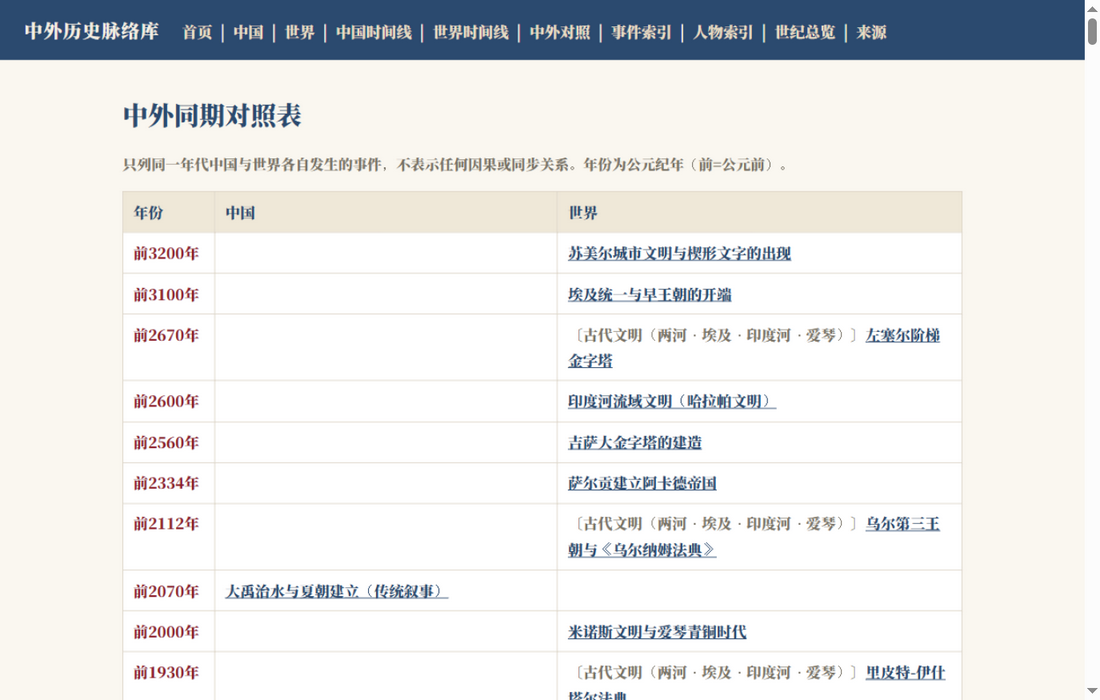 中外历史脉络库 首页 | 中国 | 世界 | 中国时间线 | 世界时间线 | 中外对照 | 事件索引 | 人物索引 | 世纪总览 | 来源
中外同期对照表
只列同一年代中国与世界各自发生的事件，不表示任何因果或同步关系。年份为公元纪年（前=公元前）。
年份 中国 世界
前3200年 苏美尔城市文明与楔形文字的出现
前3100年 埃及统一与早王朝的开端
前2670年 〔古代文明（两河 · 埃及 · 印度河 · 爱琴）〕左塞尔阶梯
金字塔
前2600年 印度河流域文明（哈拉帕文明）
前2560年 吉萨大金字塔的建造
前2334年 萨尔贡建立阿卡德帝国
前2112年 〔古代文明（两河 · 埃及 · 印度河 · 爱琴）〕乌尔第三王
朝与《乌尔纳姆法典》
前2070年 大禹治水与夏朝建立（传统叙事）
前2000年 米诺斯文明与爱琴青铜时代
前1930年 〔古代文明（两河 · 埃及 · 印度河 · 爱琴）〕里皮特-伊什
塔尔法典